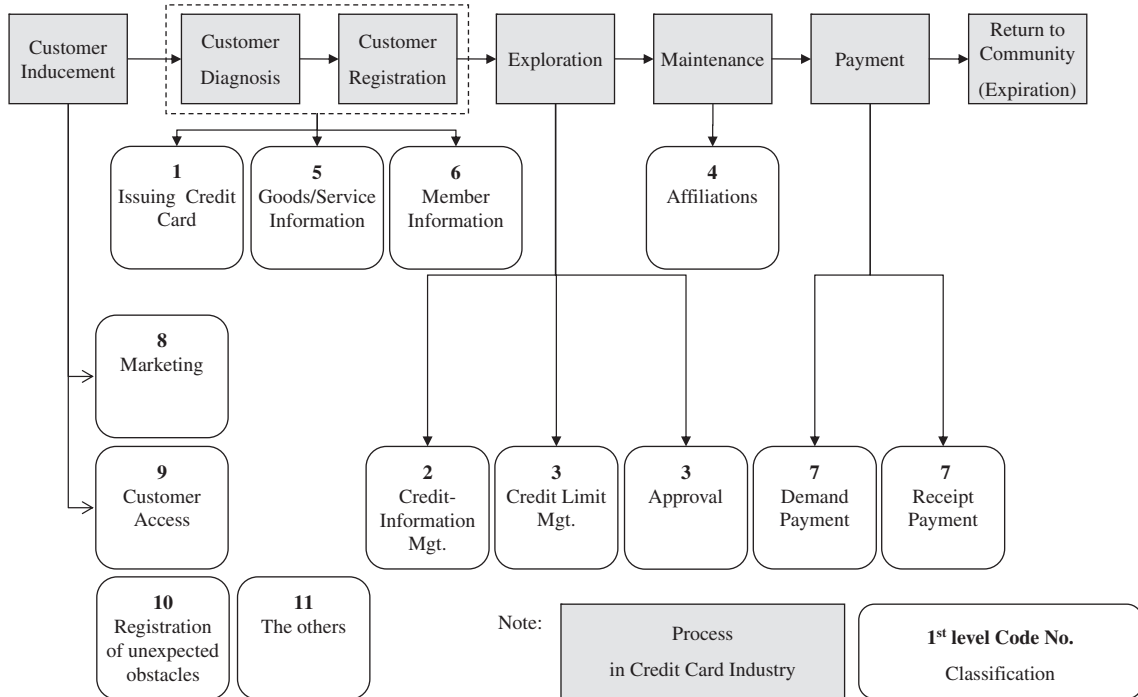 Customer
Inducement
Customer
Diagnosis
Customer
Registration
Exploration
Maintenance
Payment
Return to
Community
(Expiration)
1
Issuing Credit
Card
5
Goods/Service
Information
6
Member
Information
4
Affiliations
8
Marketing
9
Customer
Access
2
Credit-
Information
Mgt.
3
Credit Limit
Mgt.
3
Approval
7
Demand
Payment
7
Receipt
Payment
10
Registration
of unexpected
obstacles
11
The others
Note:
Process
in Credit Card Industry
1st level Code No.
Classification